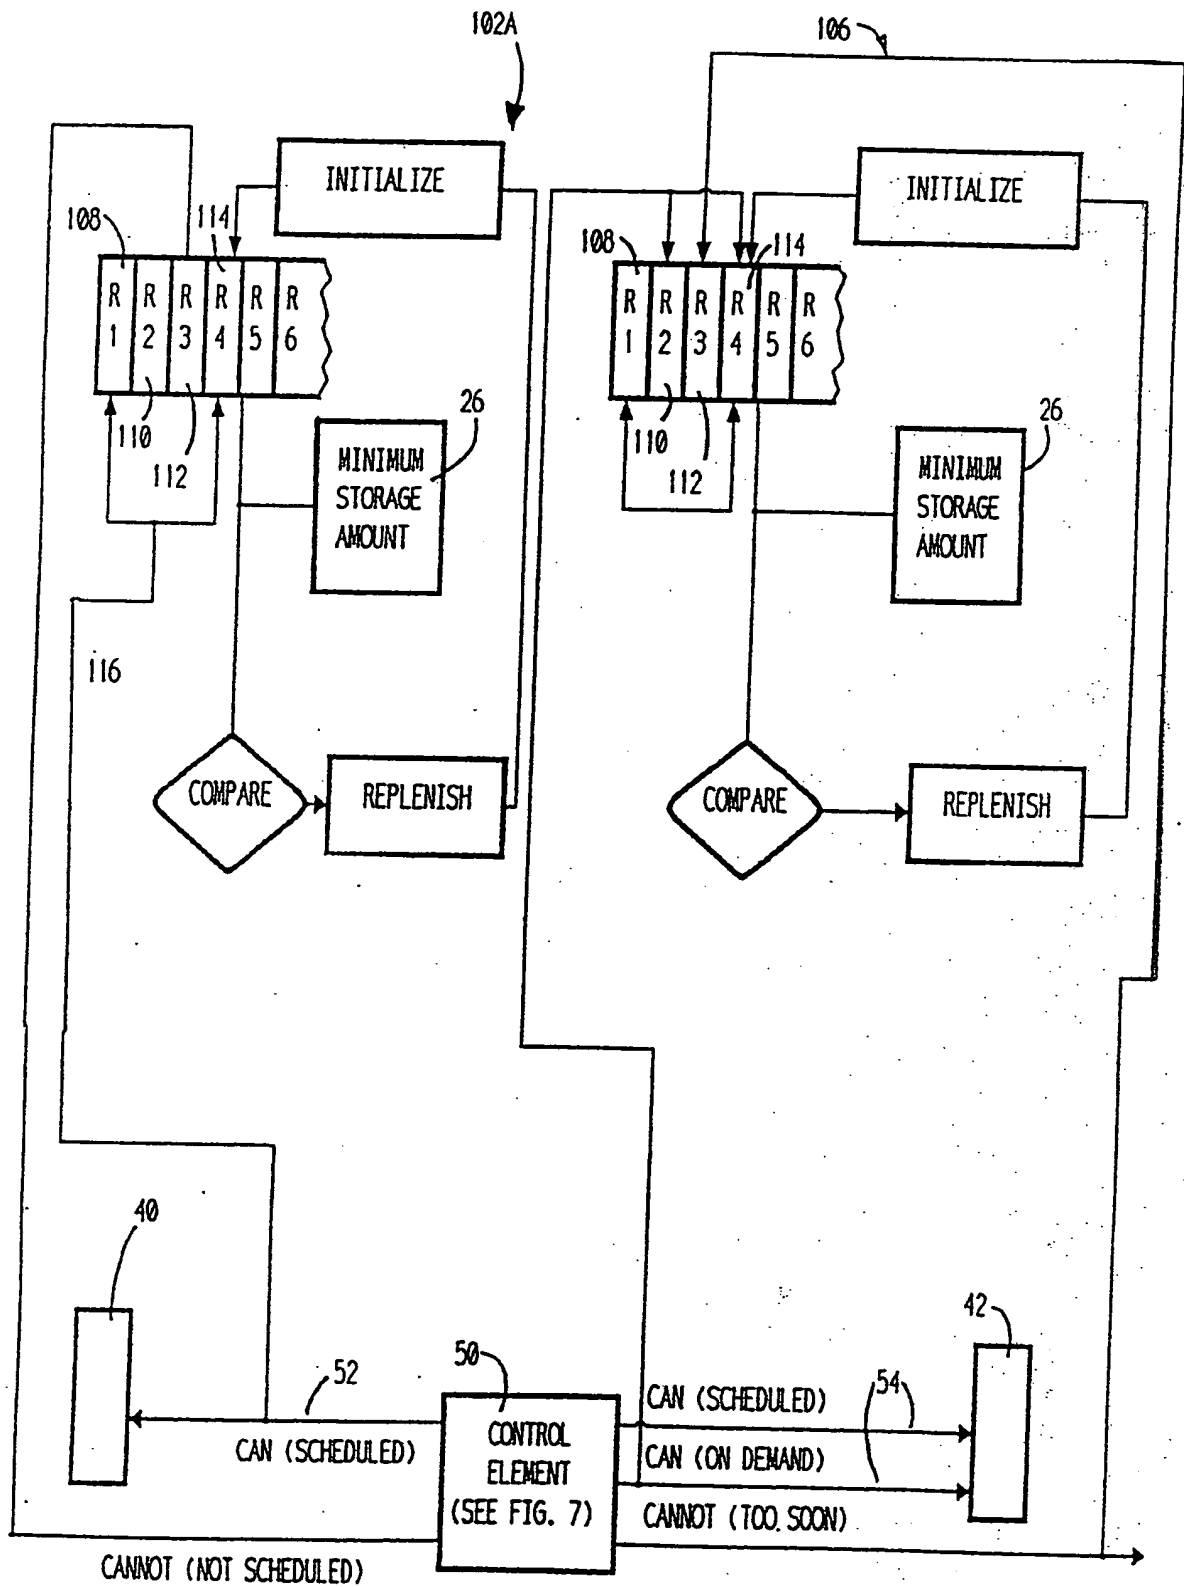 102A
106
INITIALIZE
INITIALIZE
108
114
R 1
R 2
R 3
R 4
R 5
R 6
110
112
108
114
R 1
R 2
R 3
R 4
R 5
R 6
110
112
26
MINIMUM
STORAGE
AMOUNT
26
MINIMUM
STORAGE
AMOUNT
116
COMPARE
REPLENISH
COMPARE
REPLENISH
40
42
52
50
54
CAN (SCHEDULED)
CONTROL
ELEMENT
(SEE FIG. 7)
CAN (SCHEDULED)
CAN (ON DEMAND)
CANNOT (TOO SOON)
CANNOT (NOT SCHEDULED)